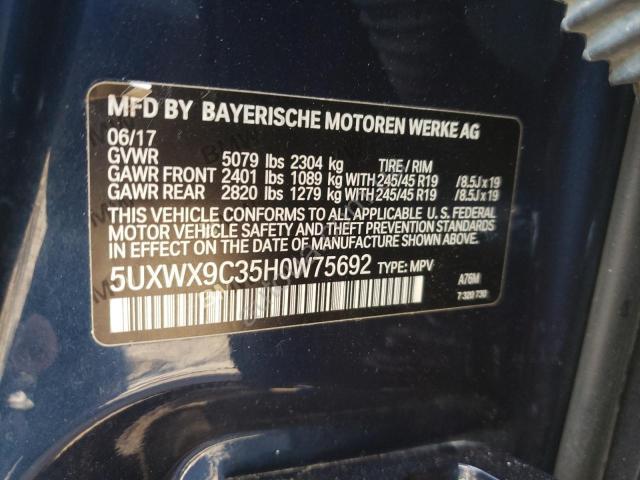 MFD BY BAYERISCHE MOTOREN WERKE AG
06/17
GVWR 5079 lbs 2304 kg TIRE / RIM
GAWR FRONT 2401 lbs 1089 kg WITH 245/45 R19 /8.5J x 19
GAWR REAR 2820 lbs 1279 kg WITH 245/45 R19 /8.5J x 19
THIS VEHICLE CONFORMS TO ALL APPLICABLE U. S. FEDERAL
MOTOR VEHICLE SAFETY STANDARDS IN EFFECT ON THE
DATE OF MANUFACTURE SHOWN ABOVE.
5UXWX9C35H0W75692 TYPE: MPV
A76M
7 320 730